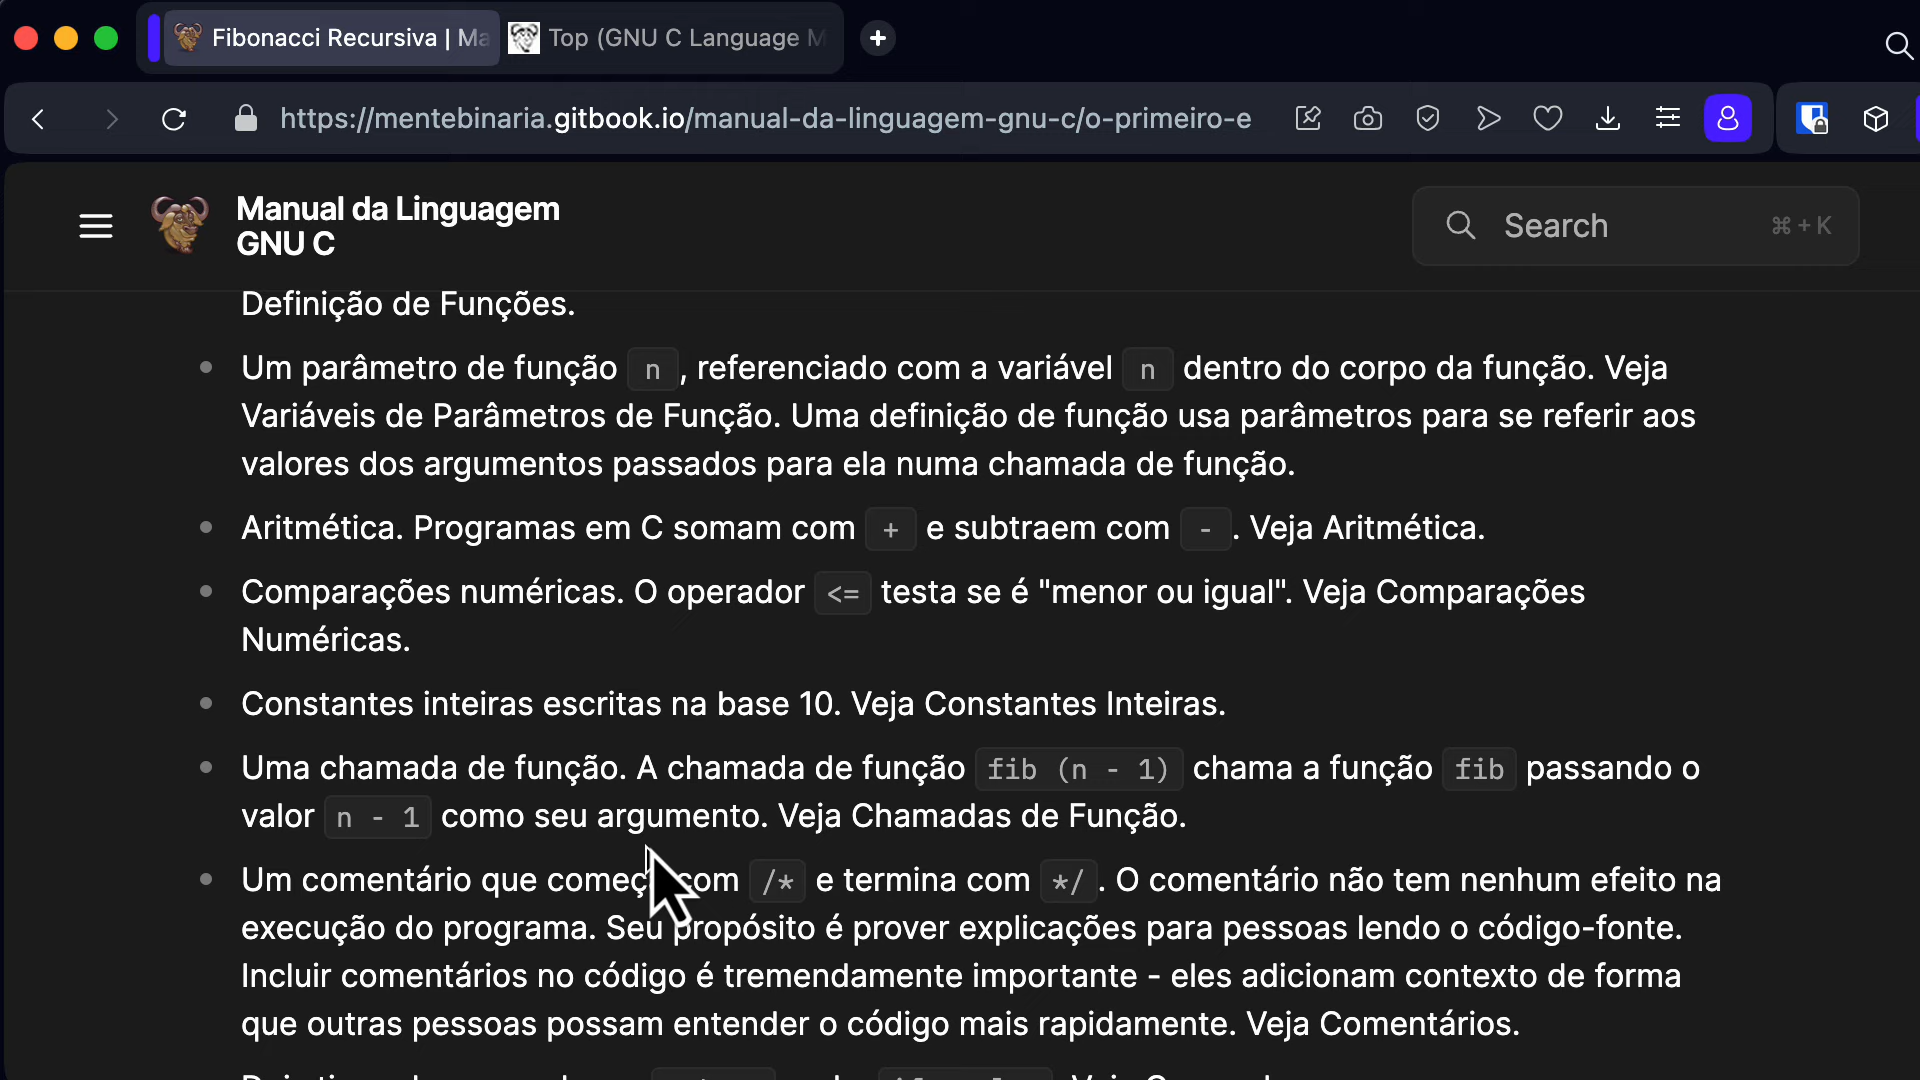 Fibonacci Recursiva | Ma
Top (GNU C Language M
https://mentebinaria.gitbook.io/manual-da-linguagem-gnu-c/o-primeiro-e
Manual da Linguagem
GNU C
Search
⌘+K
Definição de Funções.
Um parâmetro de função n, referenciado com a variável n dentro do corpo da função. Veja
Variáveis de Parâmetros de Função. Uma definição de função usa parâmetros para se referir aos
valores dos argumentos passados para ela numa chamada de função.
Aritmética. Programas em C somam com + e subtraem com -. Veja Aritmética.
Comparações numéricas. O operador <= testa se é "menor ou igual". Veja Comparações
Numéricas.
Constantes inteiras escritas na base 10. Veja Constantes Inteiras.
Uma chamada de função. A chamada de função fib (n - 1) chama a função fib passando o
valor n - 1 como seu argumento. Veja Chamadas de Função.
Um comentário que começa com /* e termina com */. O comentário não tem nenhum efeito na
execução do programa. Seu propósito é prover explicações para pessoas lendo o código-fonte.
Incluir comentários no código é tremendamente importante - eles adicionam contexto de forma
que outras pessoas possam entender o código mais rapidamente. Veja Comentários.